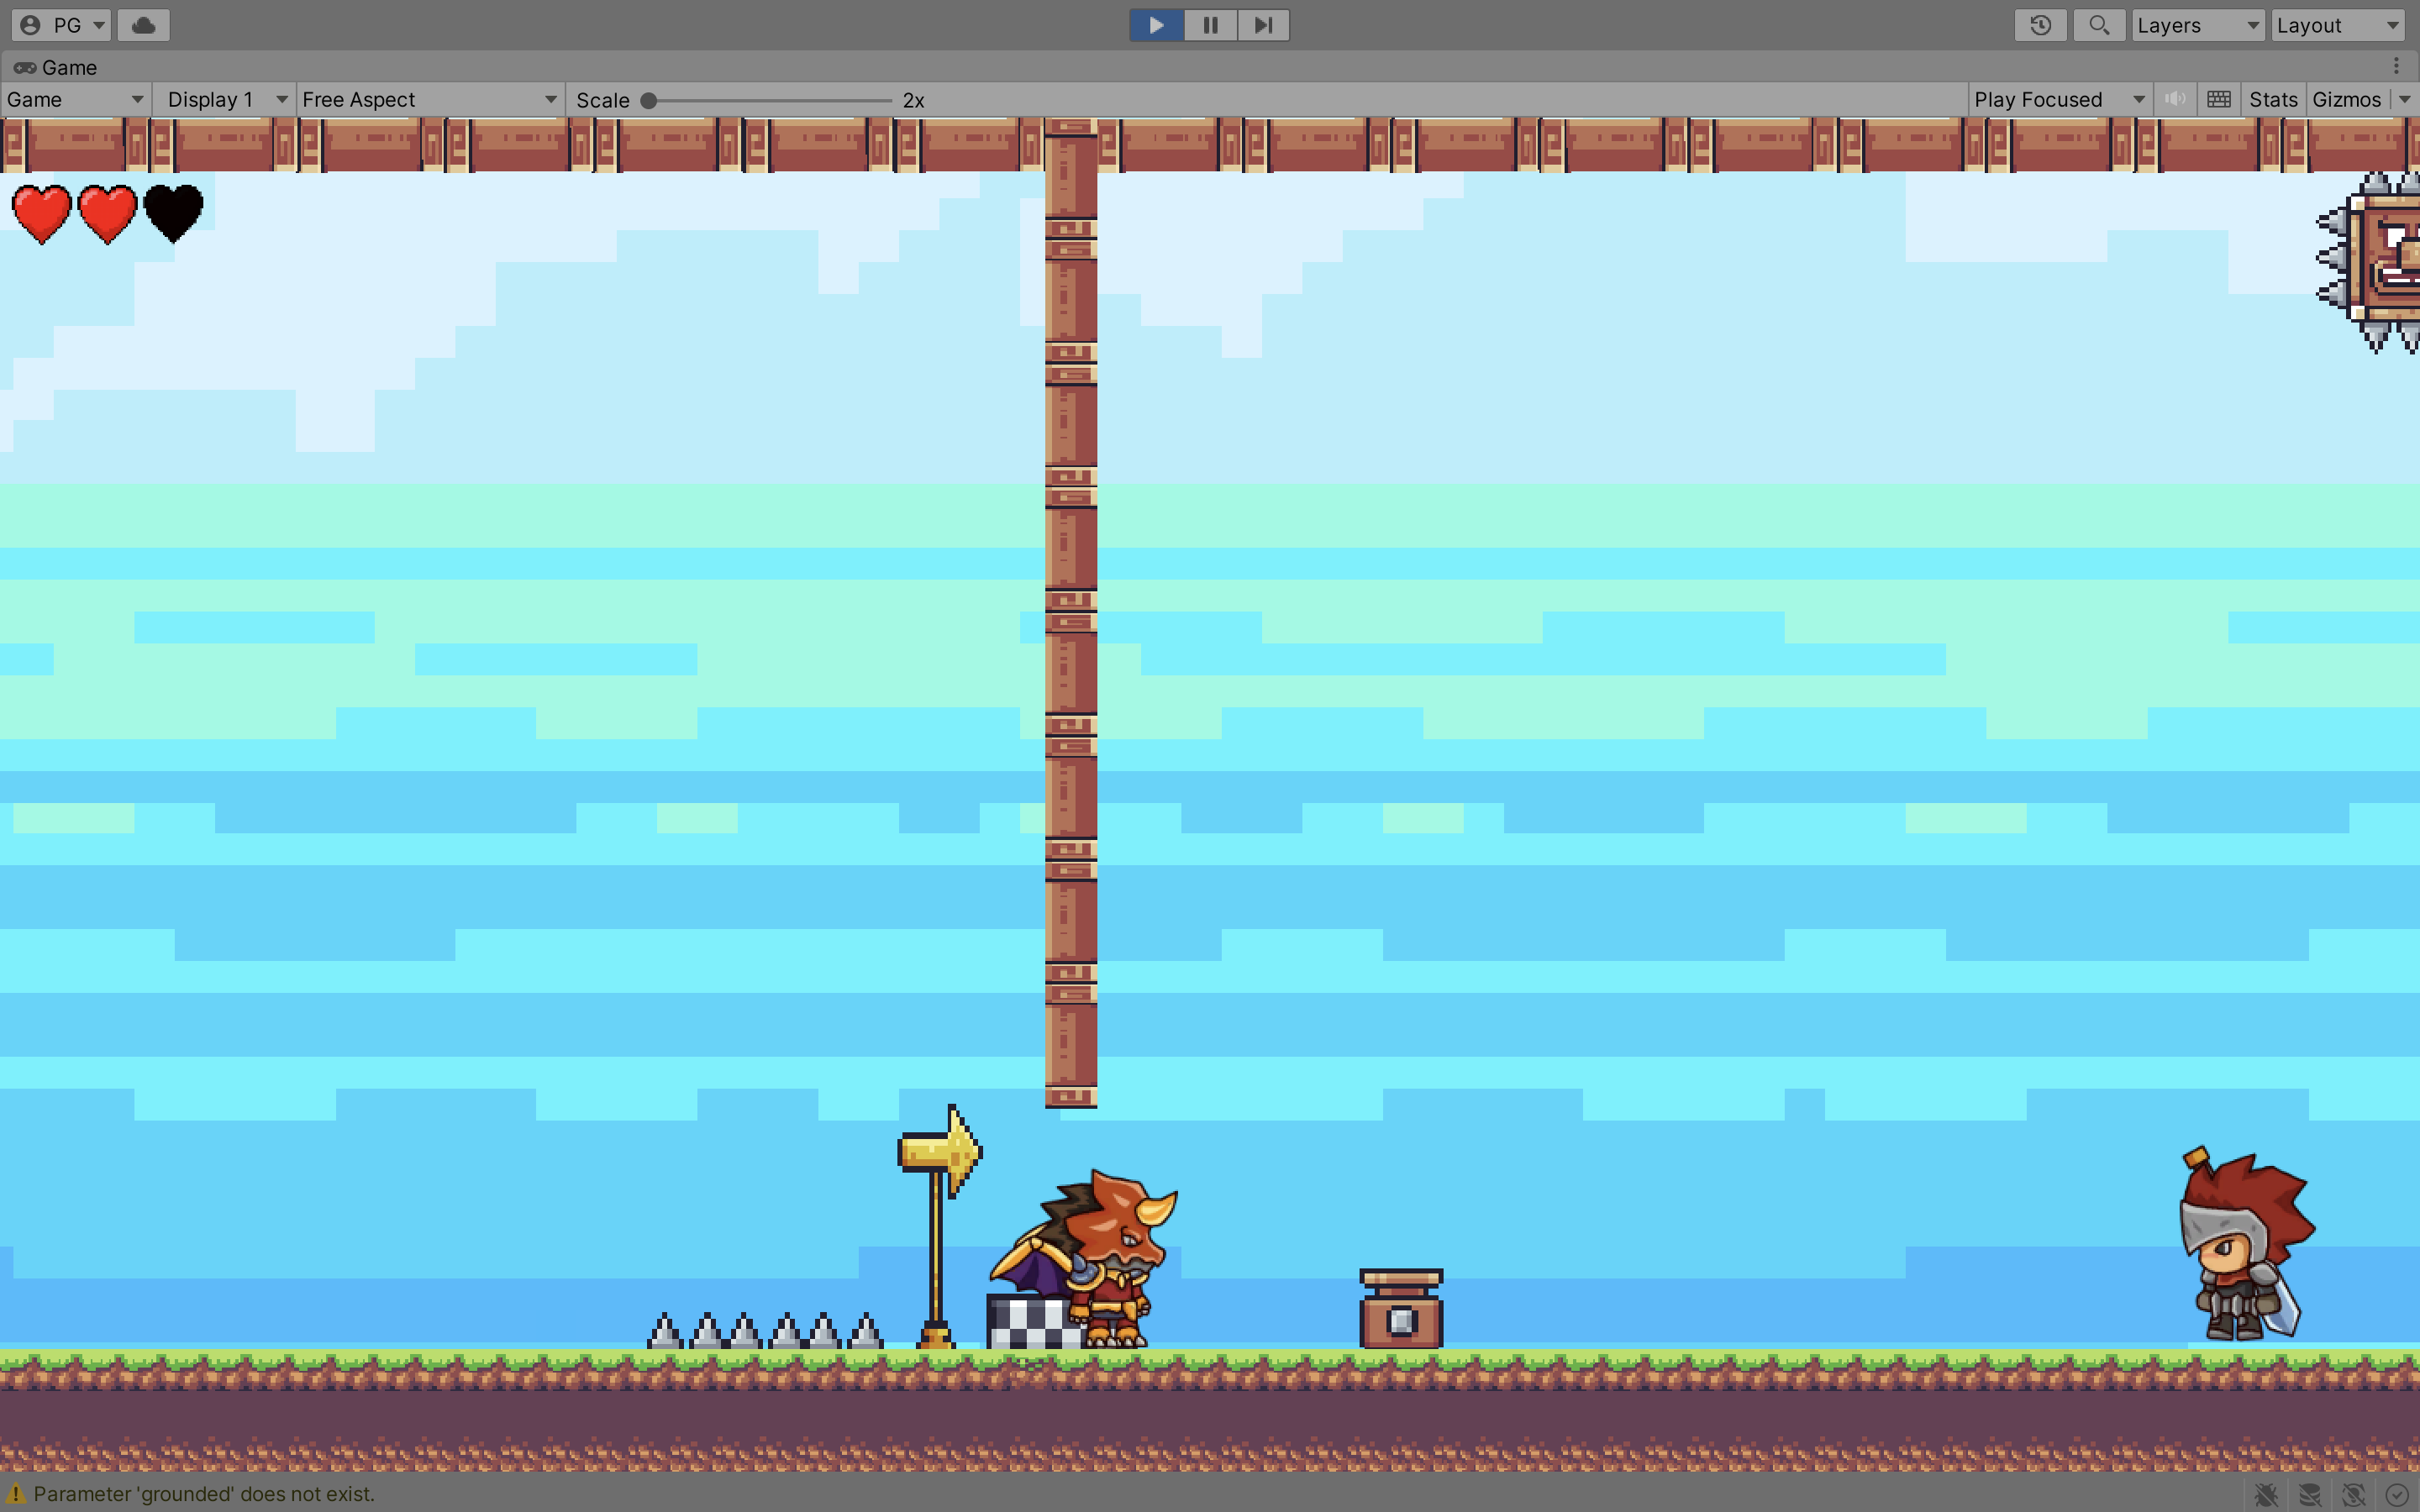 PG
Layers
Layout
Game
Game
Display 1
Free Aspect
Scale
2x
Play Focused
Stats
Gizmos
Parameter 'grounded' does not exist.